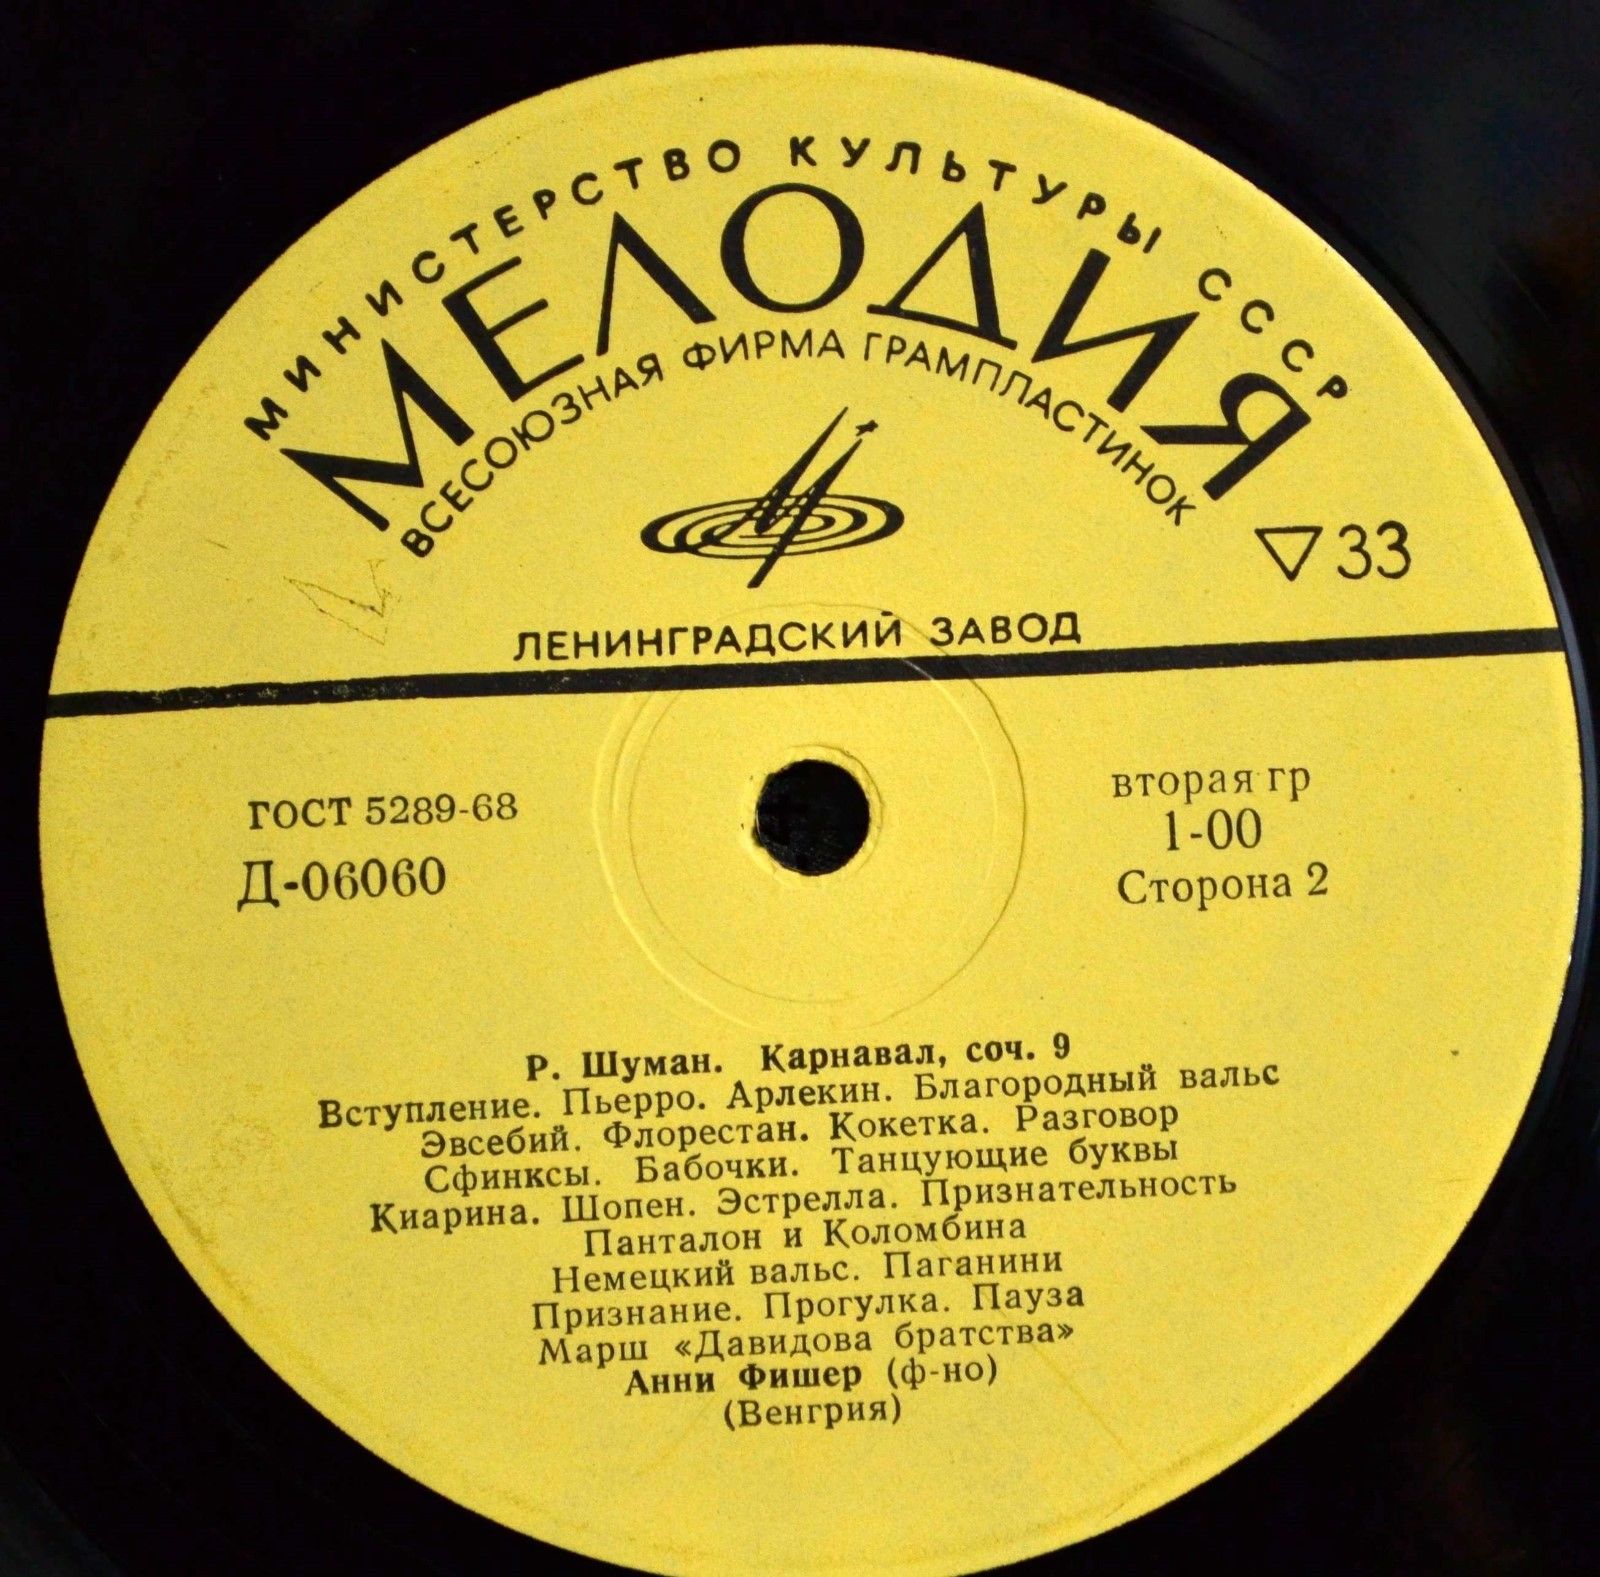 МИНИСТЕРСТВО КУЛЬТУРЫ СССР
МЕЛОДИЯ
ВСЕСОЮЗНАЯ ФИРМА ГРАМПЛАСТИНОК
33
ЛЕНИНГРАДСКИЙ ЗАВОД
ГОСТ 5289-68
Д-06060
вторая гр
1-00
Сторона 2
Р. Шуман. Карнавал, соч. 9
Вступление. Пьерро. Арлекин. Благородный вальс
Эвсебий. Флорестан. Кокетка. Разговор
Сфинксы. Бабочки. Танцующие буквы
Киарина. Шопен. Эстрелла. Признательность
Панталон и Коломбина
Немецкий вальс. Паганини
Признание. Прогулка. Пауза
Марш «Давидова братства»
Анни Фишер (ф-но)
(Венгрия)